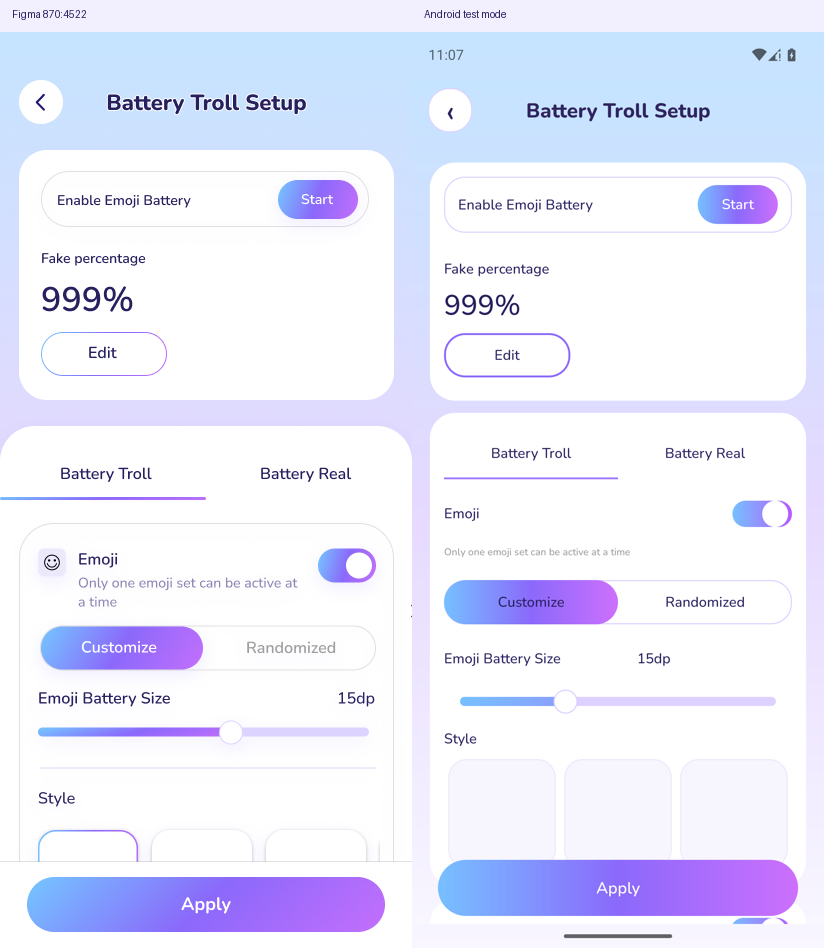 Figma 870:4522
Battery Troll Setup
Enable Emoji Battery
Start
Fake percentage
999%
Edit
Battery Troll
Battery Real
Emoji
Only one emoji set can be active at
a time
Customize
Randomized
Emoji Battery Size
15dp
Style
Apply
Android test mode
11:07
Battery Troll Setup
Enable Emoji Battery
Start
Fake percentage
999%
Edit
Battery Troll
Battery Real
Emoji
Only one emoji set can be active at a time
Customize
Randomized
Emoji Battery Size
15dp
Style
Apply